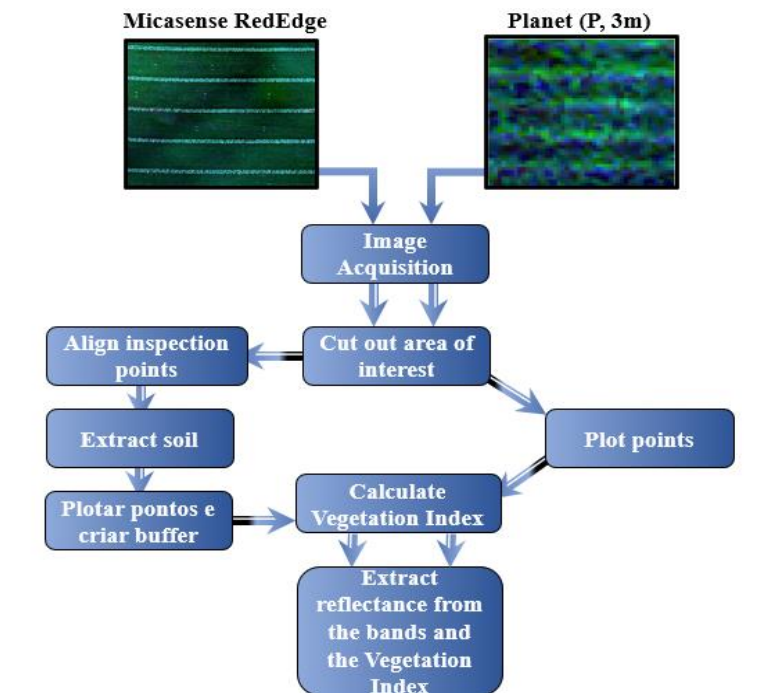 Micasense RedEdge
Planet (P, 3m)
Image
Acquisition
Cut out area of
interest
Align inspection
points
Extract soil
Plotar pontos e
criar buffer
Plot points
Calculate
Vegetation Index
Extract
reflectance from
the bands and
the Vegetation
Index